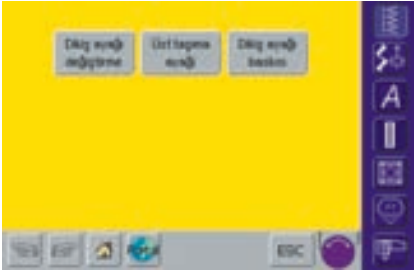 Dikiş ayağı
değiştirme
Üst taşıma
ayağı
Dikiş ayağı
baskısı
A
ESC